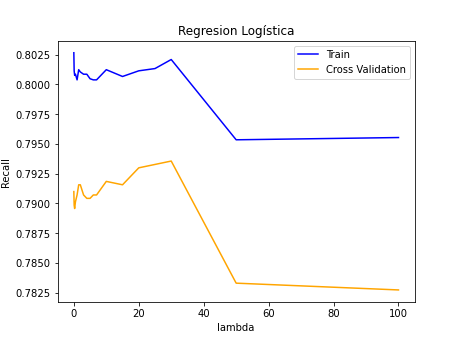 Regresion Logística
Train
Cross Validation
Recall
0.8025
0.8000
0.7975
0.7950
0.7925
0.7900
0.7875
0.7850
0.7825
0 20 40 60 80 100
lambda